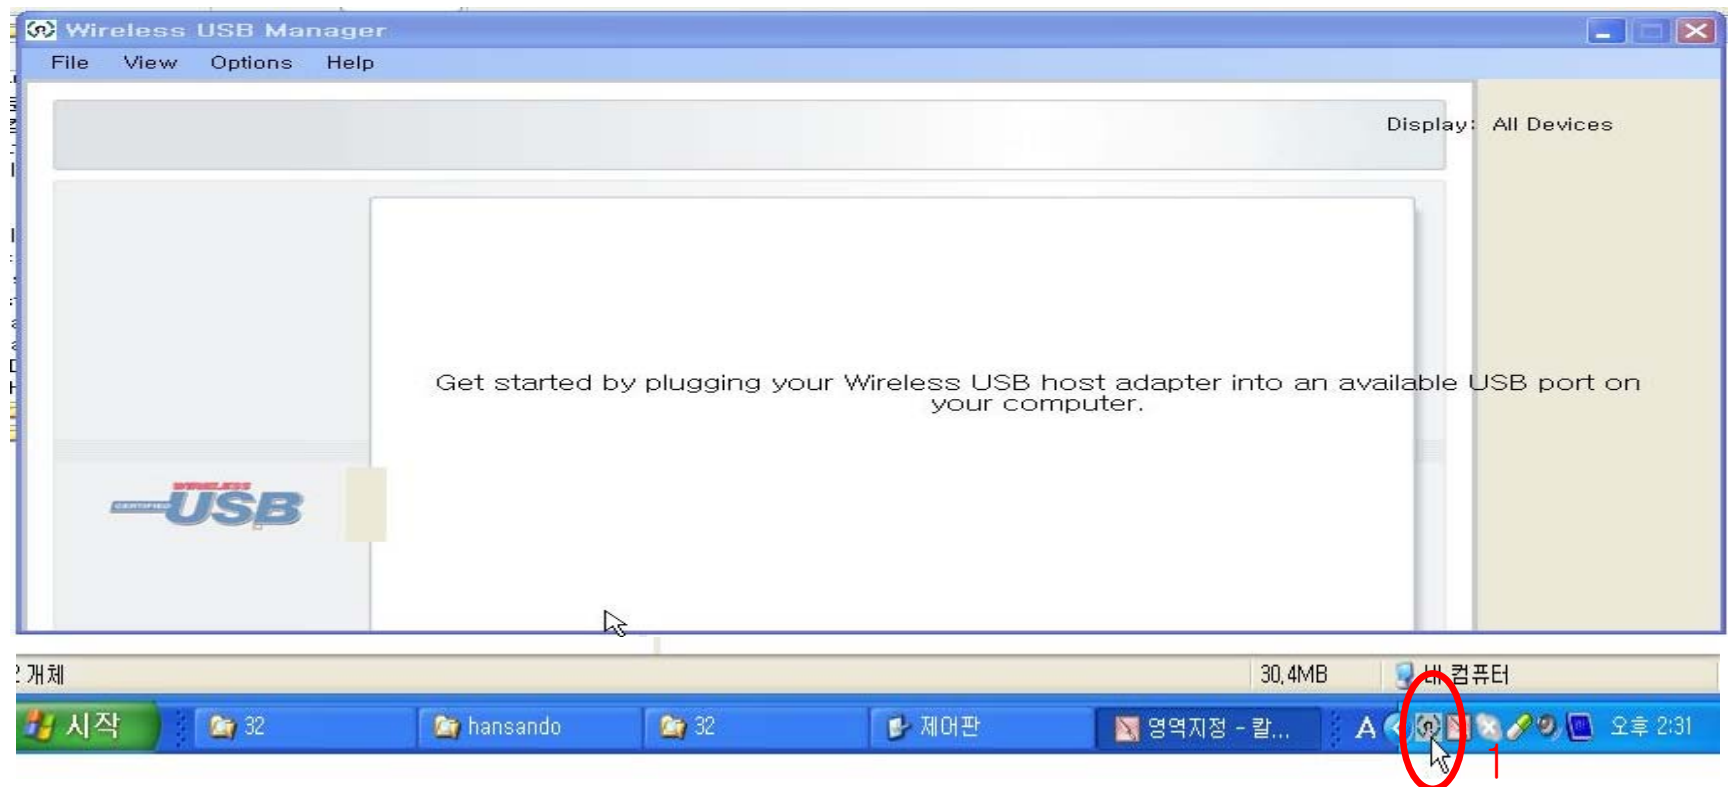 Wireless USB Manager
File View Options Help
Display: All Devices
Get started by plugging your Wireless USB host adapter into an available USB port on
your computer.
WIRELESS
CERTIFIED
USB
개체
30,4MB
내 컴퓨터
시작
32
hansando
32
제어판
영역지정 - 칼...
A
오후 2:31
1